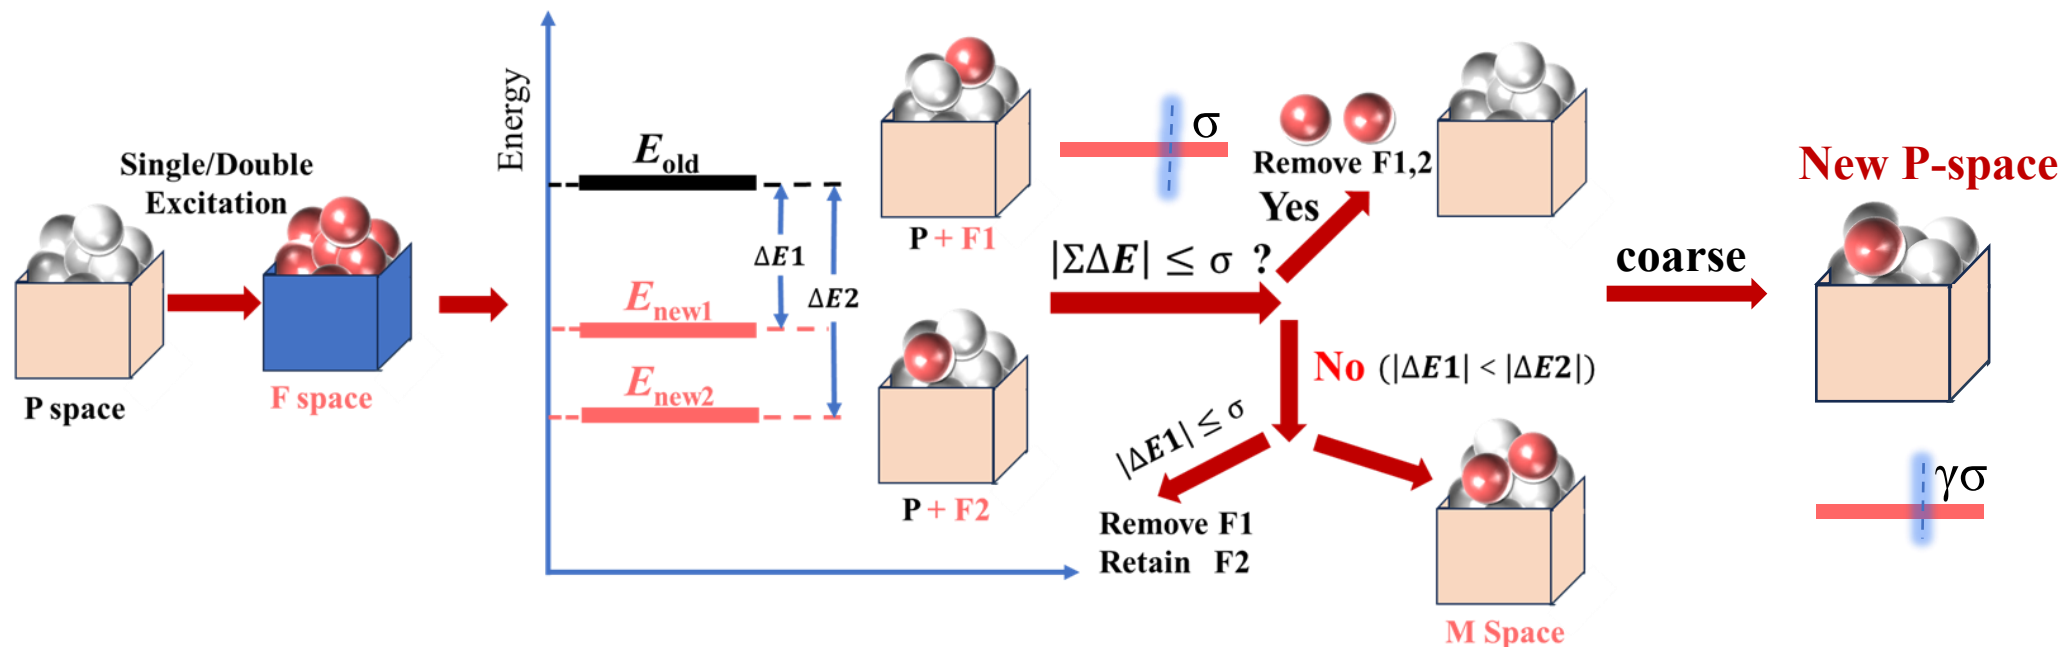 Single/Double
Excitation
P space
F space
Energy
E_old
E_new1
E_new2
ΔE1
ΔE2
P + F1
P + F2
σ
|ΣΔE| ≤ σ ?
Remove F1,2
Yes
No (|ΔE1| < |ΔE2|)
|ΔE1| ≤ σ
Remove F1
Retain F2
M Space
coarse
New P-space
γσ